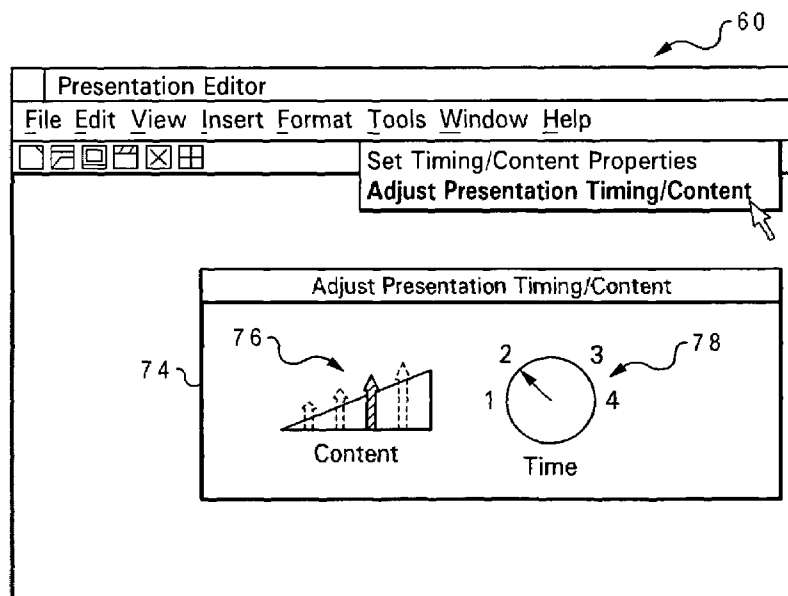 60
Presentation Editor
File Edit View Insert Format Tools Window Help
Set Timing/Content Properties
Adjust Presentation Timing/Content
Adjust Presentation Timing/Content
76
78
74
2 3
1 4
Content
Time